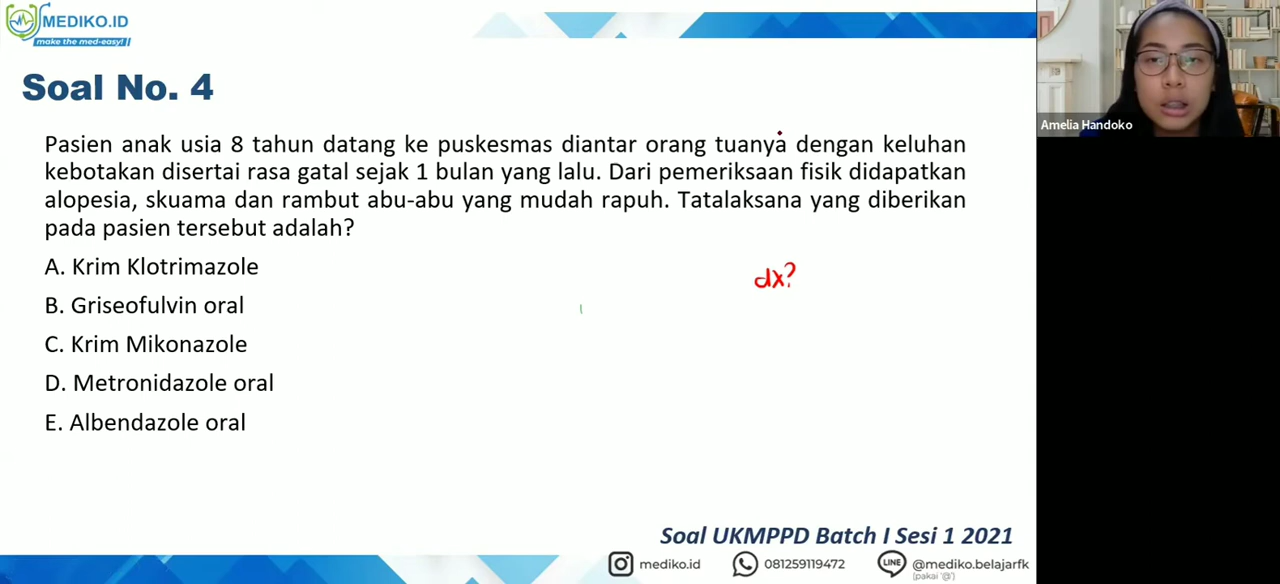 MEDIKO.ID
make the med-easy!
Soal No. 4
Pasien anak usia 8 tahun datang ke puskesmas diantar orang tuanya dengan keluhan
kebotakan disertai rasa gatal sejak 1 bulan yang lalu. Dari pemeriksaan fisik didapatkan
alopesia, skuama dan rambut abu-abu yang mudah rapuh. Tatalaksana yang diberikan
pada pasien tersebut adalah?
A. Krim Klotrimazole
B. Griseofulvin oral
C. Krim Mikonazole
D. Metronidazole oral
E. Albendazole oral
dx?
Amelia Handoko
Soal UKMPPD Batch I Sesi 1 2021
mediko.id
081259119472
LINE
@mediko.belajarfk
(pakai '@')